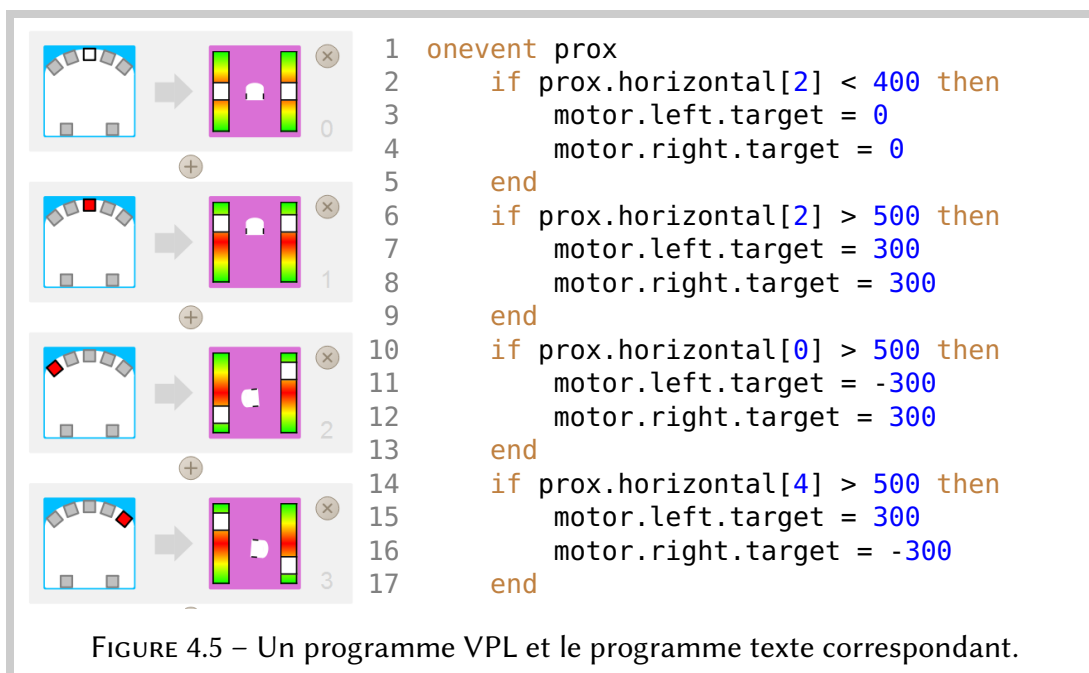 0
1
2
3
1 onevent prox
2 if prox.horizontal[2] < 400 then
3 motor.left.target = 0
4 motor.right.target = 0
5 end
6 if prox.horizontal[2] > 500 then
7 motor.left.target = 300
8 motor.right.target = 300
9 end
10 if prox.horizontal[0] > 500 then
11 motor.left.target = -300
12 motor.right.target = 300
13 end
14 if prox.horizontal[4] > 500 then
15 motor.left.target = 300
16 motor.right.target = -300
17 end
FIGURE 4.5 – Un programme VPL et le programme texte correspondant.